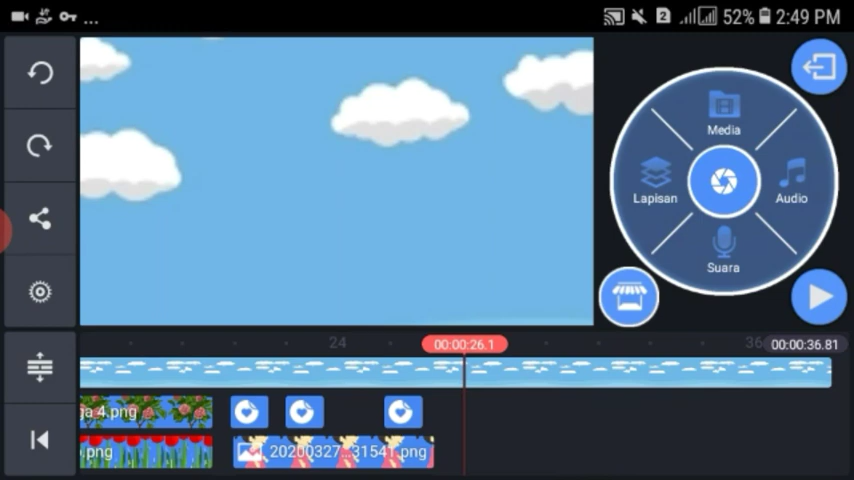 ... 2 52% 2:49 PM
Media
Lapisan
Audio
Suara
24
00:00:26.1
36
00:00:36.81
ga 4.png
.png
20200327...31541.png